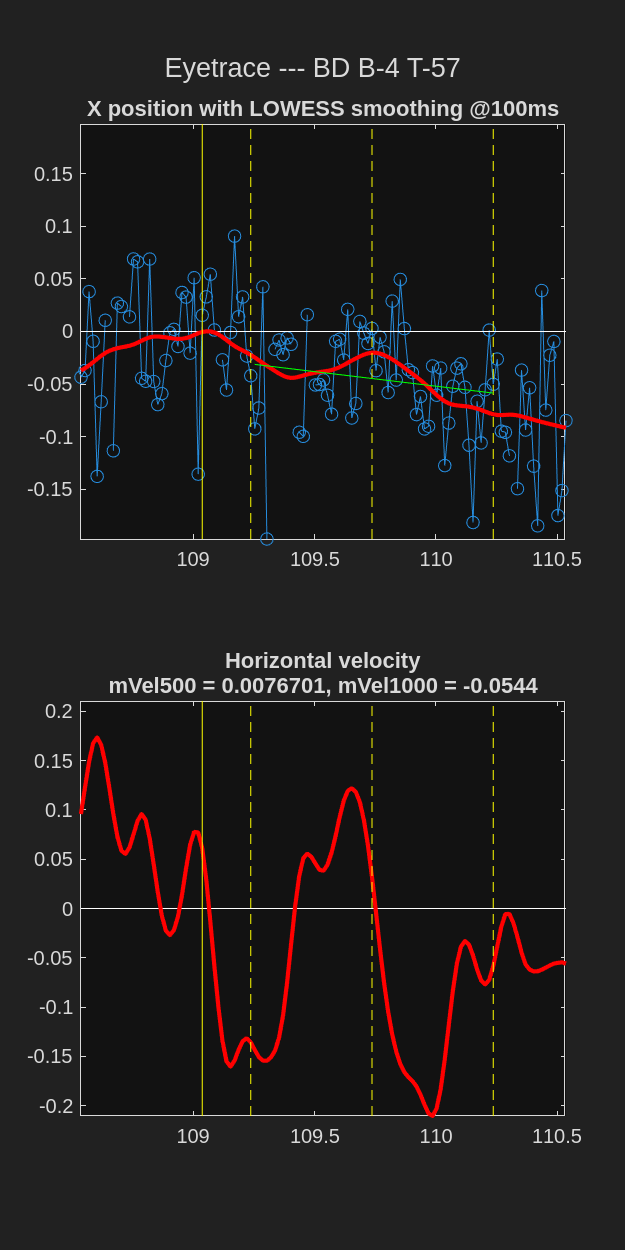 Eyetrace --- BD B-4 T-57
X position with LOWESS smoothing @100ms
0.15
0.1
0.05
0
-0.05
-0.1
-0.15
109 109.5 110 110.5
Horizontal velocity
mVel500 = 0.0076701, mVel1000 = -0.0544
0.2
0.15
0.1
0.05
0
-0.05
-0.1
-0.15
-0.2
109 109.5 110 110.5